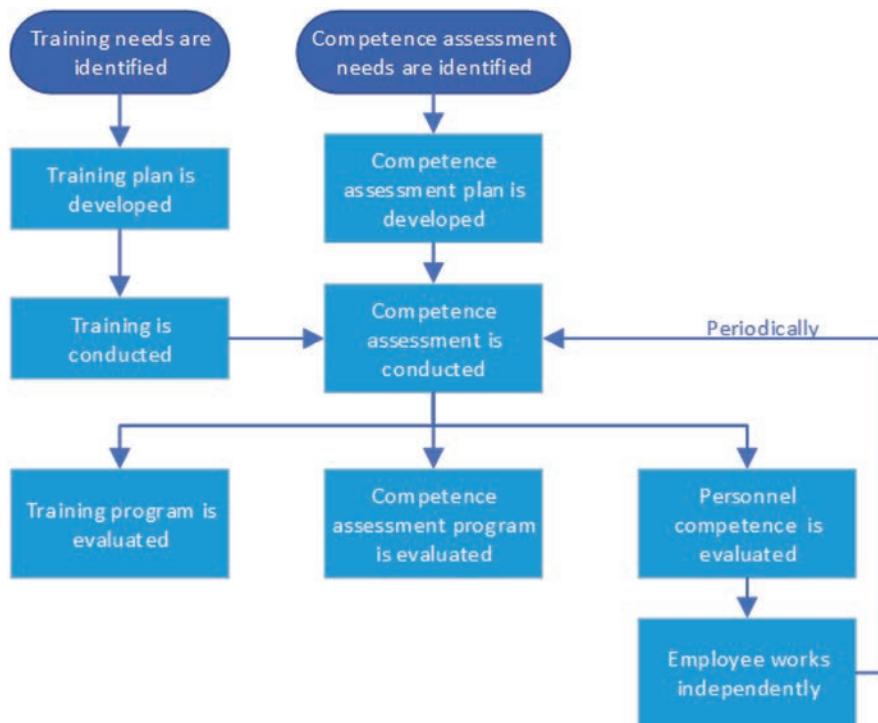 Training needs are
identified
Competence assessment
needs are identified
Training plan is
developed
Competence
assessment plan is
developed
Training is
conducted
Competence
assessment is
conducted
Periodically
Training program is
evaluated
Competence
assessment program
is evaluated
Personnel
competence is
evaluated
Employee works
independently